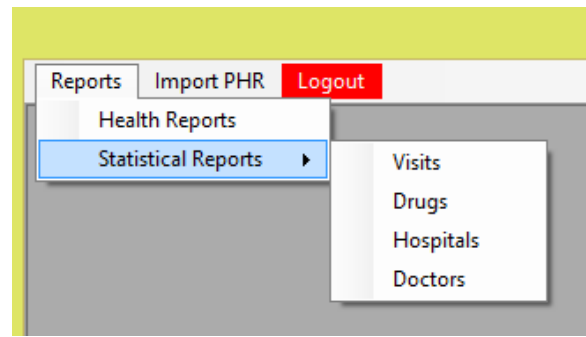 Reports Import PHR Logout
Health Reports
Statistical Reports
Visits
Drugs
Hospitals
Doctors